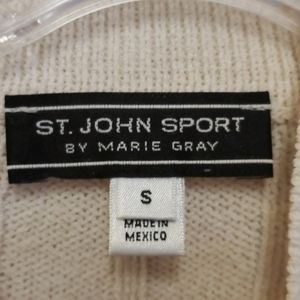 ST. JOHN SPORT
BY MARIE GRAY
S
MADE IN
MEXICO